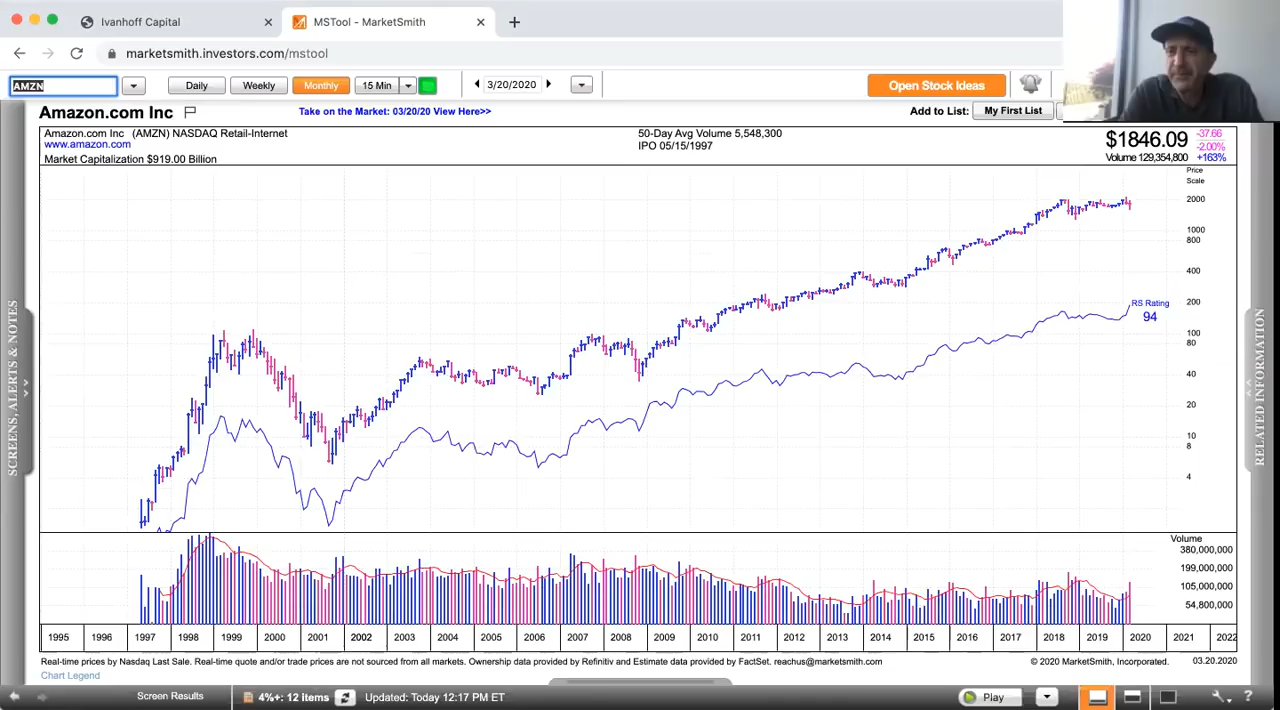 Ivanhoff Capital
MSTool - MarketSmith
marketsmith.investors.com/mstool
AMZN
Daily
Weekly
Monthly
15 Min
3/20/2020
Open Stock Ideas
Amazon.com Inc
Take on the Market: 03/20/20 View Here>>
Add to List:
My First List
Amazon.com Inc (AMZN) NASDAQ Retail-Internet
www.amazon.com
Market Capitalization $919.00 Billion
50-Day Avg Volume 5,548,300
IPO 05/15/1997
$1846.09
-37.66
-2.00%
Volume 129,354,800 +163%
Price
Scale
2000
1000
800
400
200
100
80
40
20
10
8
4
RS Rating
94
Volume
380,000,000
199,000,000
105,000,000
54,800,000
1995 1996 1997 1998 1999 2000 2001 2002 2003 2004 2005 2006 2007 2008 2009 2010 2011 2012 2013 2014 2015 2016 2017 2018 2019 2020 2021 2022
Real-time prices by Nasdaq Last Sale. Real-time quote and/or trade prices are not sourced from all markets. Ownership data provided by Refinitiv and Estimate data provided by FactSet. reachus@marketsmith.com
© 2020 MarketSmith, Incorporated.
03.20.2020
Chart Legend
SCREENS, ALERTS & NOTES
RELATED INFORMATION
Screen Results
4%+: 12 items
Updated: Today 12:17 PM ET
Play
?